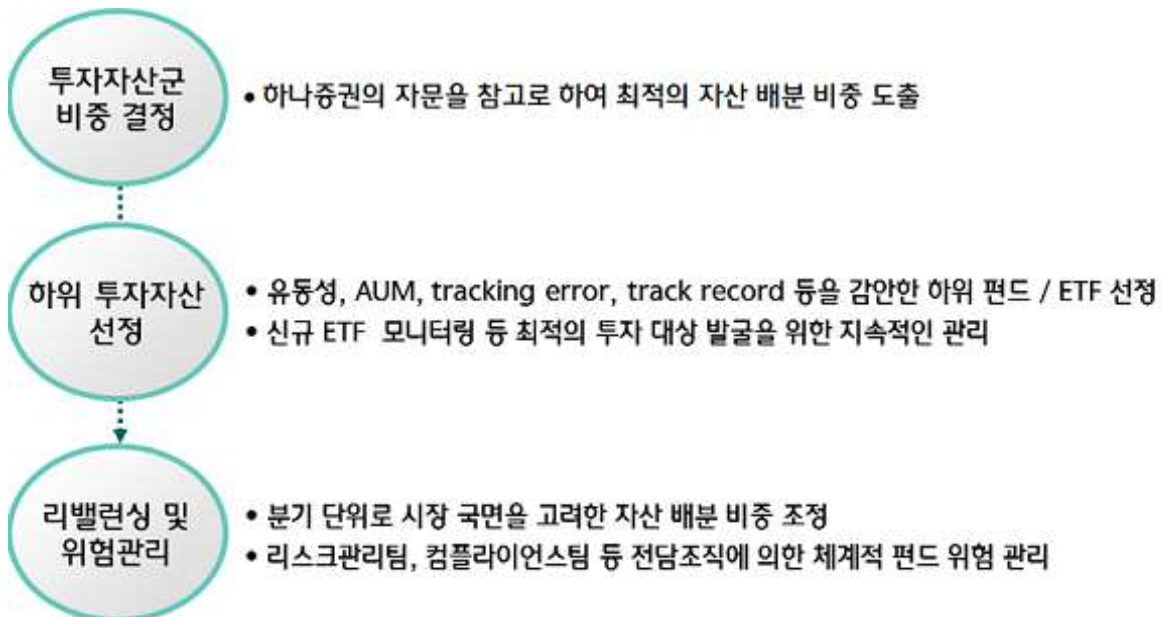 투자자산군
비중 결정
• 하나증권의 자문을 참고로 하여 최적의 자산 배분 비중 도출
하위 투자자산
선정
• 유동성, AUM, tracking error, track record 등을 감안한 하위 펀드 / ETF 선정
• 신규 ETF 모니터링 등 최적의 투자 대상 발굴을 위한 지속적인 관리
리밸런싱 및
위험관리
• 분기 단위로 시장 국면을 고려한 자산 배분 비중 조정
• 리스크관리팀, 컴플라이언스팀 등 전담조직에 의한 체계적 펀드 위험 관리